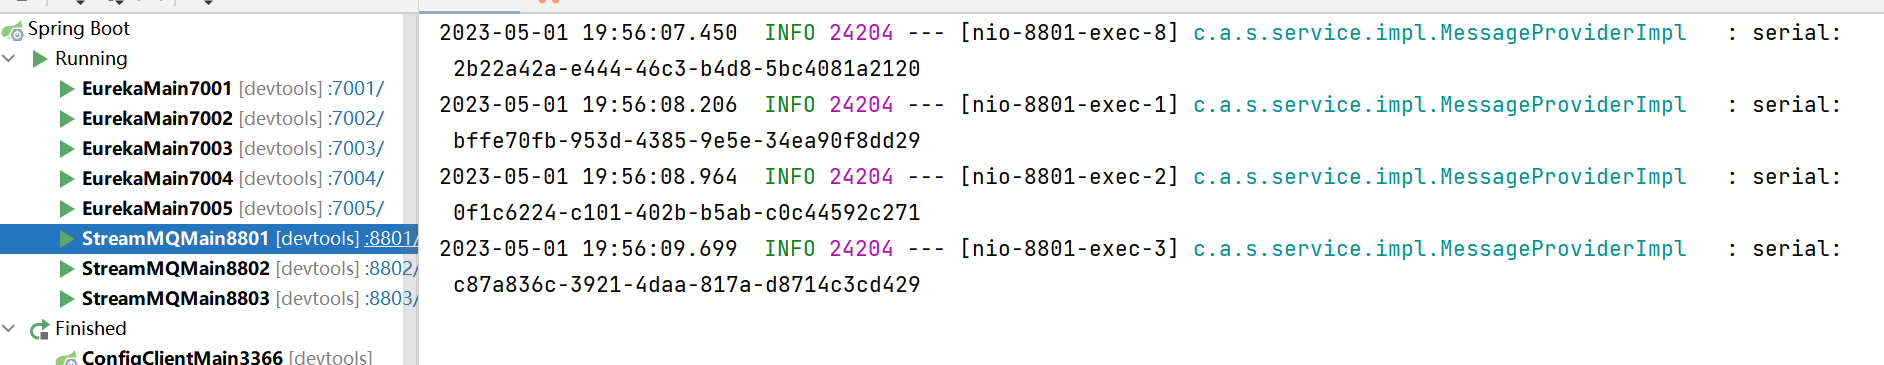 Spring Boot
Running
EurekaMain7001 [devtools] :7001/
EurekaMain7002 [devtools] :7002/
EurekaMain7003 [devtools] :7003/
EurekaMain7004 [devtools] :7004/
EurekaMain7005 [devtools] :7005/
StreamMQMain8801 [devtools] :8801/
StreamMQMain8802 [devtools] :8802/
StreamMQMain8803 [devtools] :8803/
Finished
ConfigClientMain3366 [devtools]
2023-05-01 19:56:07.450  INFO 24204 --- [nio-8801-exec-8] c.a.s.service.impl.MessageProviderImpl   : serial:
2b22a42a-e444-46c3-b4d8-5bc4081a2120
2023-05-01 19:56:08.206  INFO 24204 --- [nio-8801-exec-1] c.a.s.service.impl.MessageProviderImpl   : serial:
bffe70fb-953d-4385-9e5e-34ea90f8dd29
2023-05-01 19:56:08.964  INFO 24204 --- [nio-8801-exec-2] c.a.s.service.impl.MessageProviderImpl   : serial:
0f1c6224-c101-402b-b5ab-c0c44592c271
2023-05-01 19:56:09.699  INFO 24204 --- [nio-8801-exec-3] c.a.s.service.impl.MessageProviderImpl   : serial:
c87a836c-3921-4daa-817a-d8714c3cd429